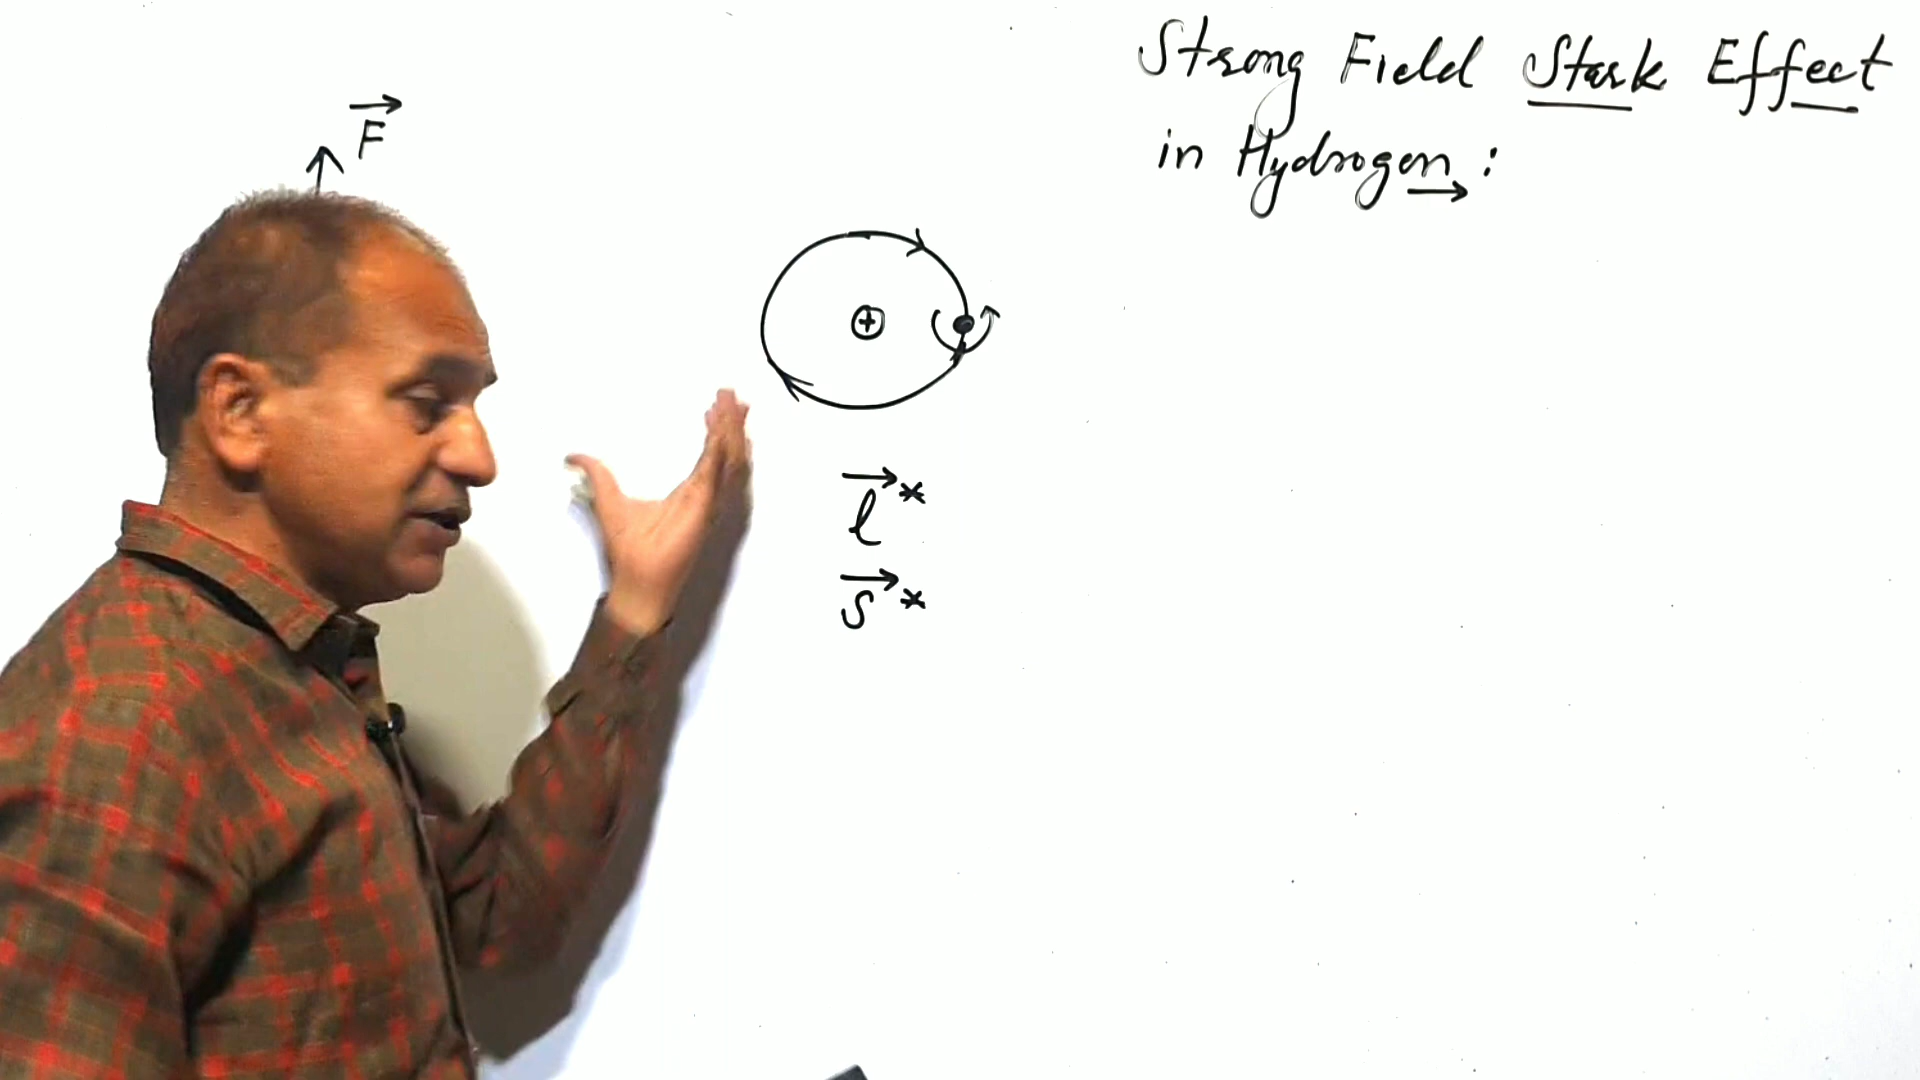 Strong Field Stark Effect
in Hydrogen :
F
+
l*
s*